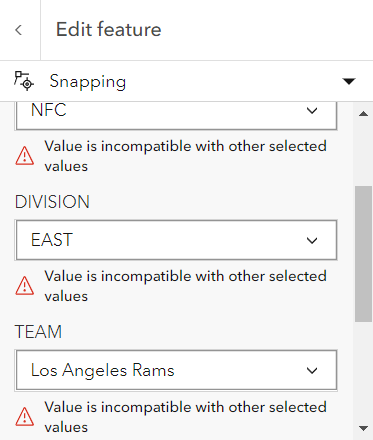 Edit feature
Snapping
NFC
Value is incompatible with other selected
values
DIVISION
EAST
Value is incompatible with other selected
values
TEAM
Los Angeles Rams
Value is incompatible with other selected
values